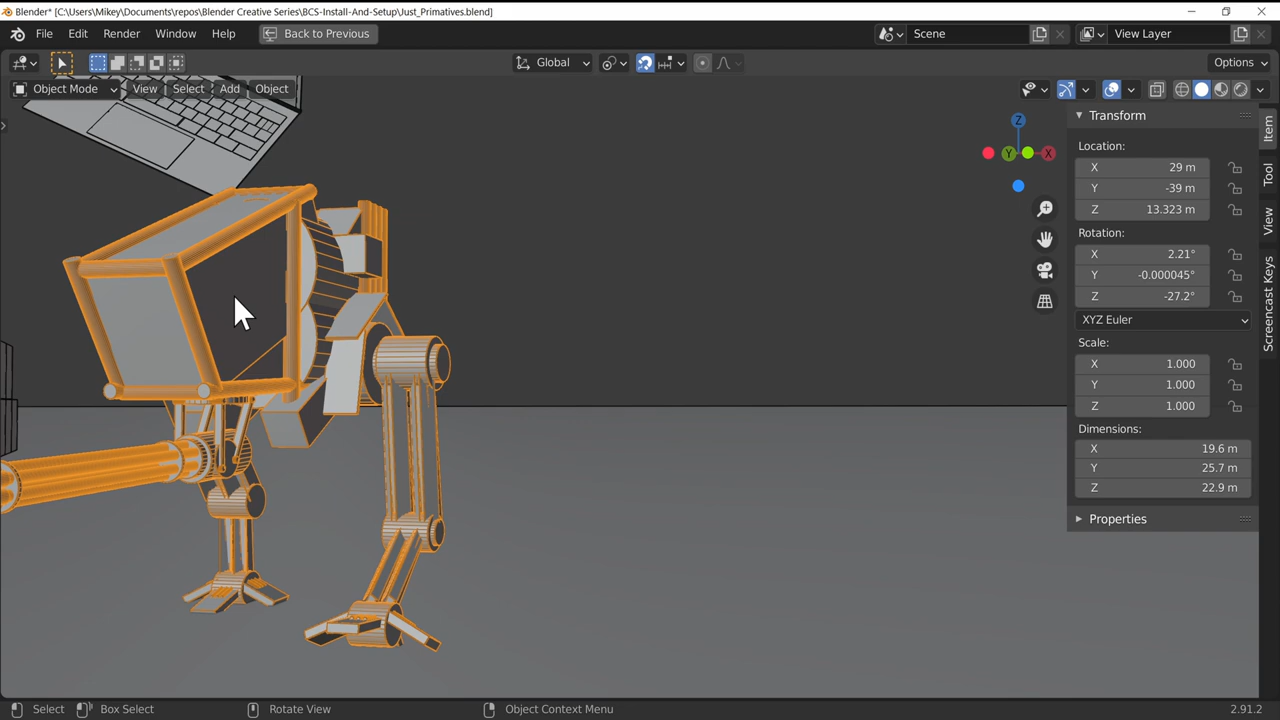 Blender* [C:\Users\Mikey\Documents\repos\Blender Creative Series\BCS-Install-And-Setup\Just_Primatives.blend]
File Edit Render Window Help Back to Previous Scene View Layer
Global Options
Object Mode View Select Add Object
Z
Y X
Transform
Location:
X 29 m
Y -39 m
Z 13.323 m
Rotation:
X 2.21°
Y -0.000045°
Z -27.2°
XYZ Euler
Scale:
X 1.000
Y 1.000
Z 1.000
Dimensions:
X 19.6 m
Y 25.7 m
Z 22.9 m
Properties
Item
Tool
View
Screencast Keys
Select Box Select Rotate View Object Context Menu 2.91.2